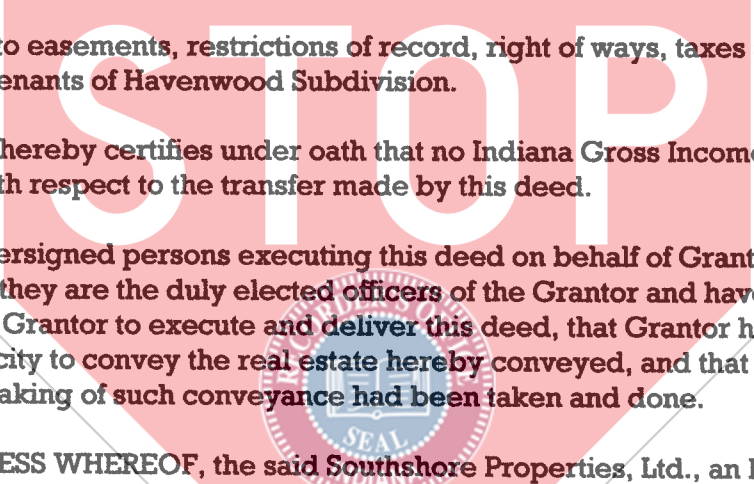 STOP
to easements, restrictions of record, right of ways, taxes
enants of Havenwood Subdivision.
hereby certifies under oath that no Indiana Gross Income
th respect to the transfer made by this deed.
ersigned persons executing this deed on behalf of Grant
they are the duly elected officers of the Grantor and have
Grantor to execute and deliver this deed, that Grantor h
city to convey the real estate hereby conveyed, and that
aking of such conveyance had been taken and done.
ESS WHEREOF, the said Southshore Properties, Ltd., an
SEAL